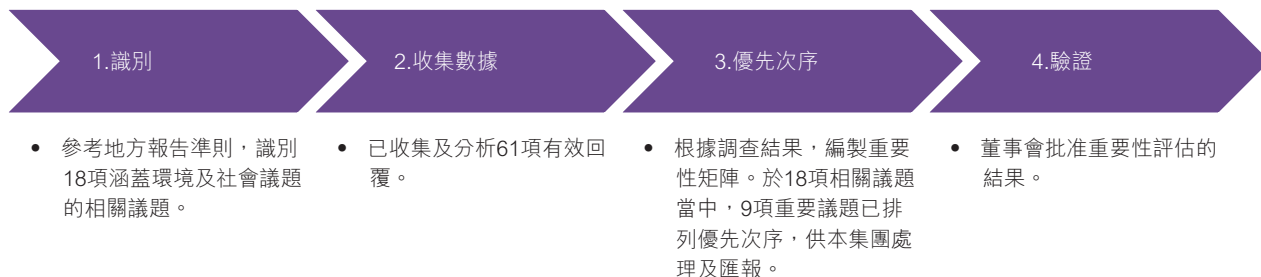 1.識別
2.收集數據
3.優先次序
4.驗證
• 參考地方報告準則，識別
18項涵蓋環境及社會議題
的相關議題。
• 已收集及分析61項有效回
覆。
• 根據調查結果，編製重要
性矩陣。於18項相關議題
當中，9項重要議題已排
列優先次序，供本集團處
理及匯報。
• 董事會批准重要性評估的
結果。